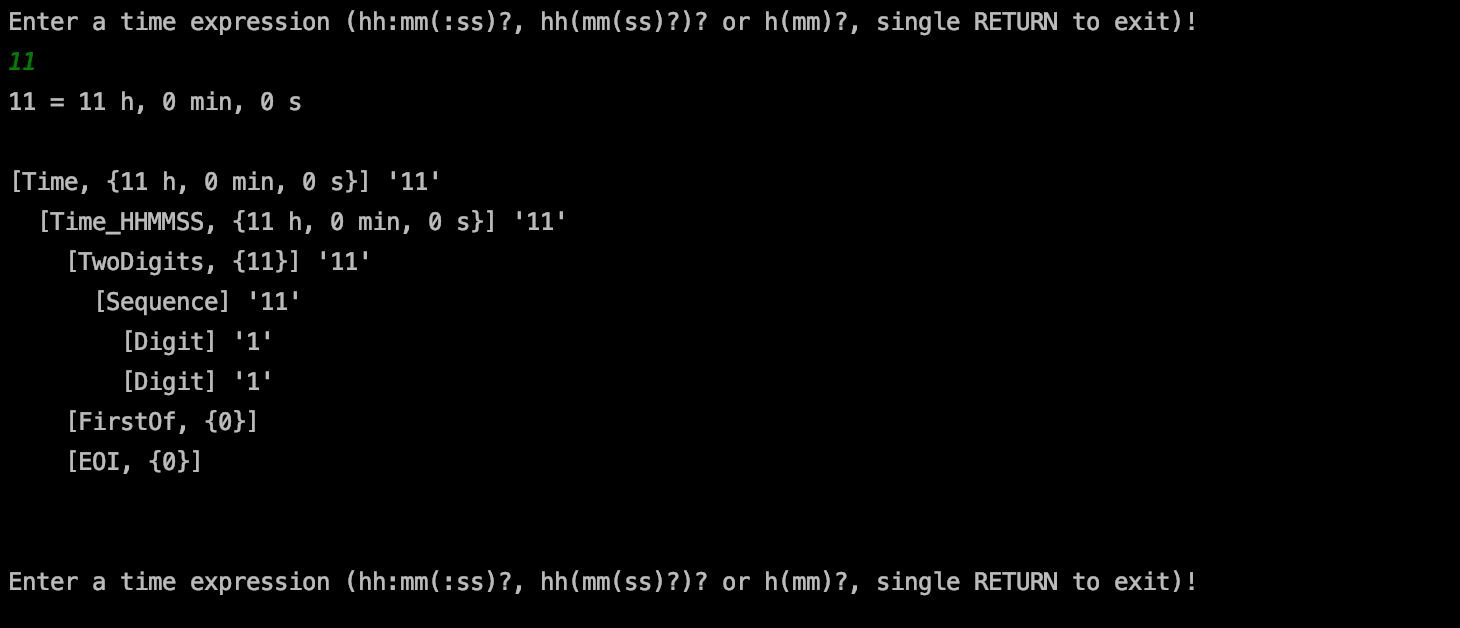 Enter a time expression (hh:mm(:ss)?, hh(mm(ss)?)? or h(mm)?, single RETURN to exit)!
11
11 = 11 h, 0 min, 0 s
[Time, {11 h, 0 min, 0 s}] '11'
[Time_HHMMSS, {11 h, 0 min, 0 s}] '11'
[TwoDigits, {11}] '11'
[Sequence] '11'
[Digit] '1'
[Digit] '1'
[FirstOf, {0}]
[EOI, {0}]
Enter a time expression (hh:mm(:ss)?, hh(mm(ss)?)? or h(mm)?, single RETURN to exit)!